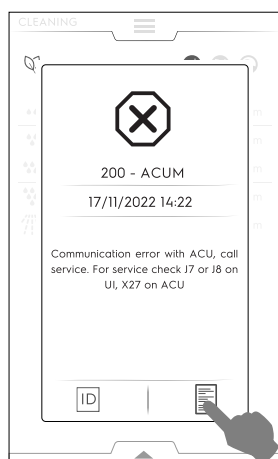 CLEANING
m
m
m
m
m
200 - ACUM
17/11/2022 14:22
Communication error with ACU, call
service. For service check J7 or J8 on
UI, X27 on ACU
ID